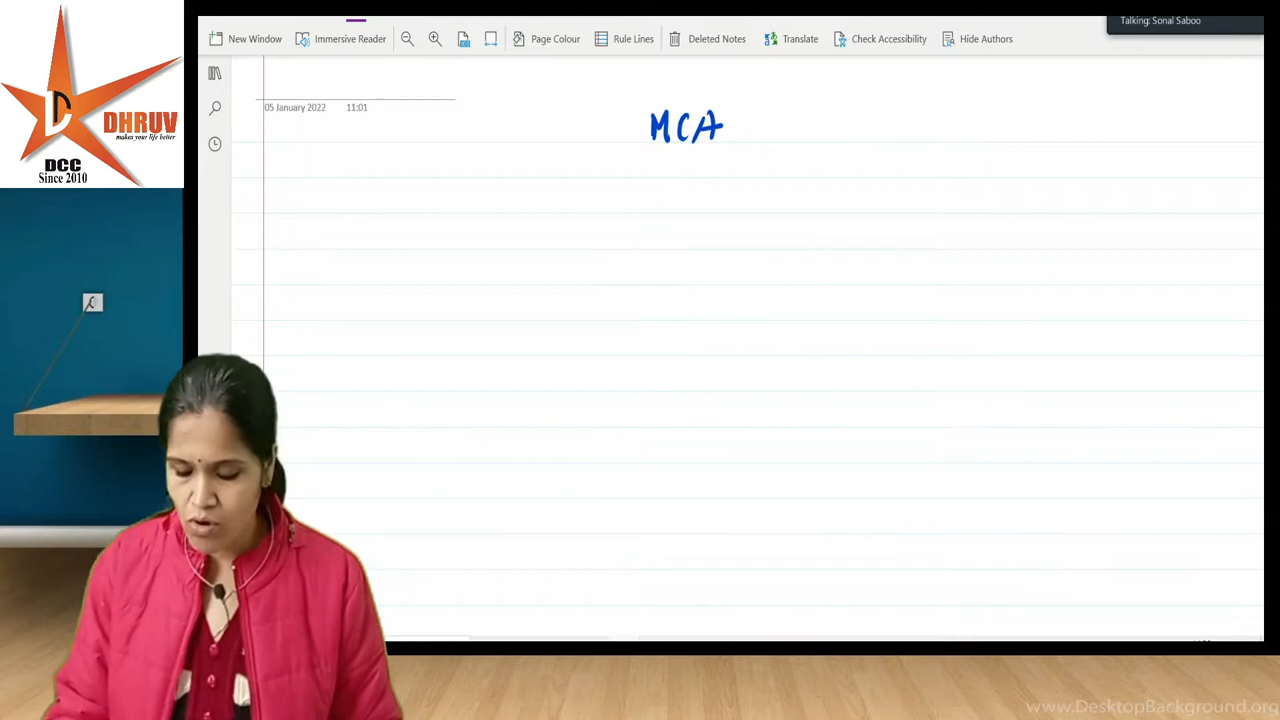 Talking: Sonal Saboo
New Window Immersive Reader Page Colour Rule Lines Deleted Notes Translate Check Accessibility Hide Authors
05 January 2022 11:01
MCA
D
DHRUV
makes your life better
DCC
Since 2010
www.DesktopBackground.org